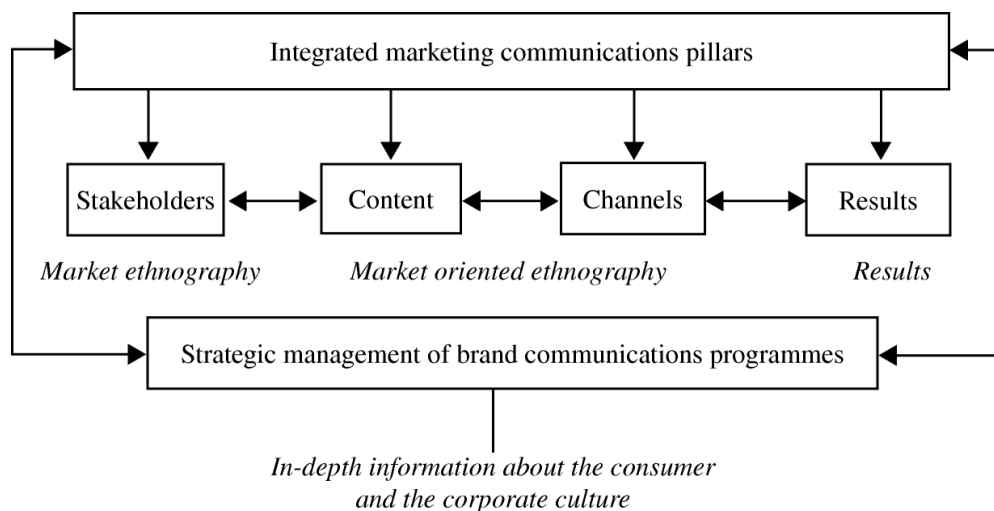 Integrated marketing communications pillars
Stakeholders
Content
Channels
Results
Market ethnography
Market oriented ethnography
Results
Strategic management of brand communications programmes
In-depth information about the consumer
and the corporate culture